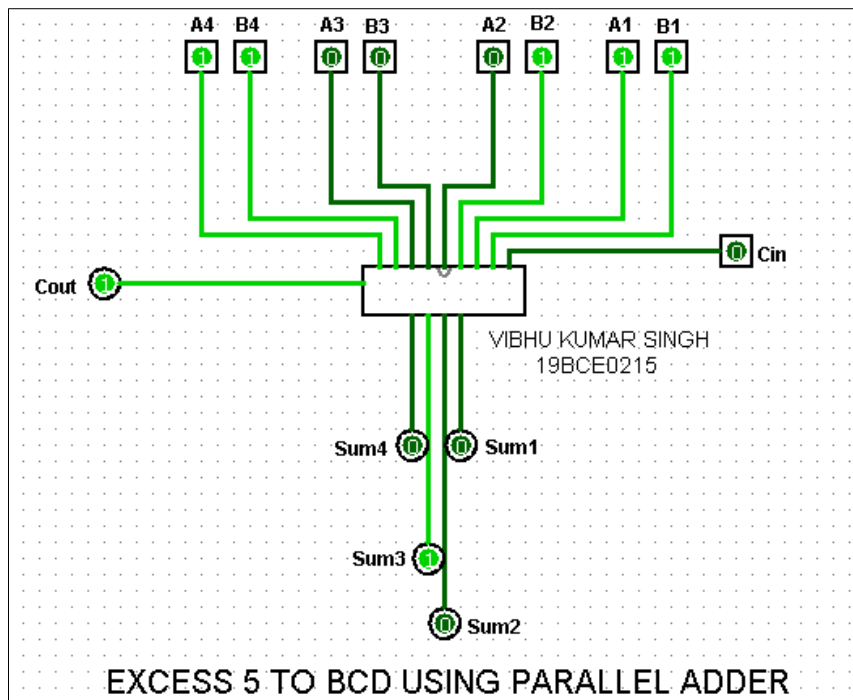 A4 B4 A3 B3 A2 B2 A1 B1
1 1 0 0 0 1 1 1
0 Cin
Cout 1
VIBHU KUMAR SINGH
19BCE0215
Sum4 0 0 Sum1
Sum3 1
0 Sum2
EXCESS 5 TO BCD USING PARALLEL ADDER